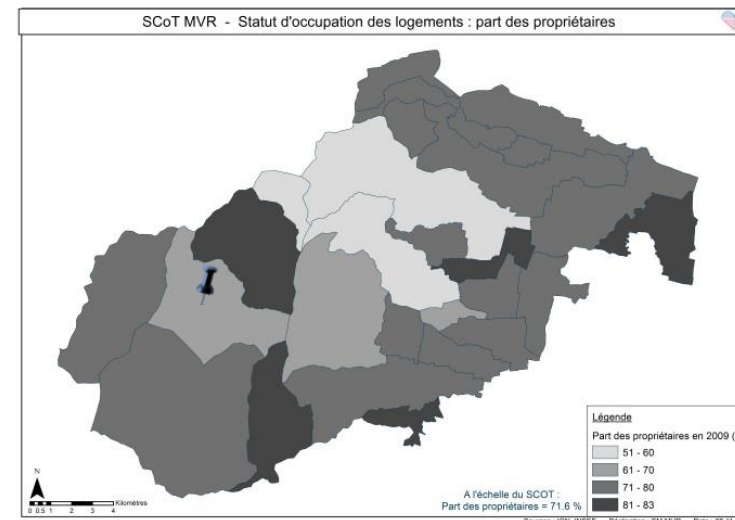 SCoT MVR - Statut d'occupation des logements : part des propriétaires
Légende
Part des propriétaires en 2009 (
51 - 60
61 - 70
71 - 80
81 - 83
N
0 0.5 1 2 3 4 Kilomètres
A l'échelle du SCOT :
Part des propriétaires = 71.6 %